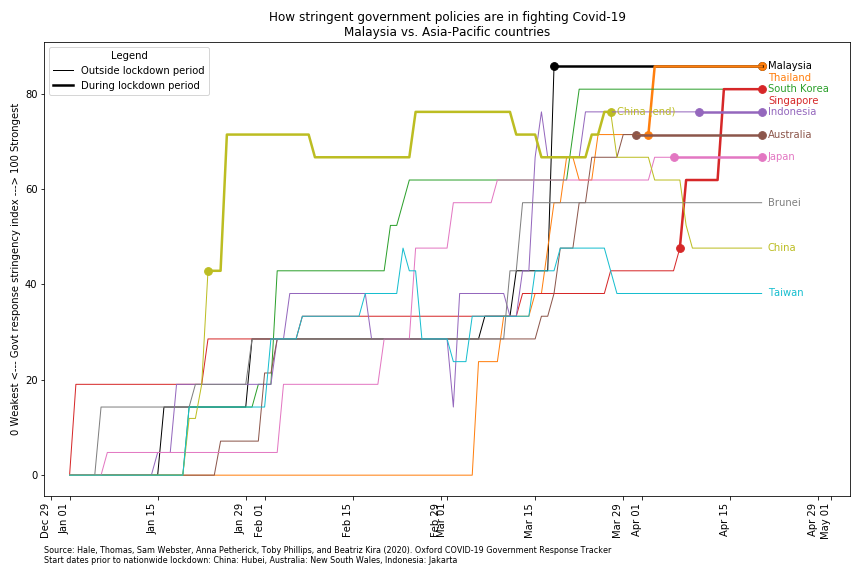 How stringent government policies are in fighting Covid-19
Malaysia vs. Asia-Pacific countries
Legend
Outside lockdown period
During lockdown period
0 Weakest <--- Govt response stringency index ---> 100 Strongest
80
60
40
20
0
Malaysia
Thailand
South Korea
Singapore
Indonesia
China (end)
Australia
Japan
Brunei
China
Taiwan
Dec 29
Jan 01
Jan 15
Jan 29
Feb 01
Feb 15
Feb 29
Mar 01
Mar 15
Mar 29
Apr 01
Apr 15
Apr 29
May 01
Source: Hale, Thomas, Sam Webster, Anna Petherick, Toby Phillips, and Beatriz Kira (2020). Oxford COVID-19 Government Response Tracker
Start dates prior to nationwide lockdown: China: Hubei, Australia: New South Wales, Indonesia: Jakarta